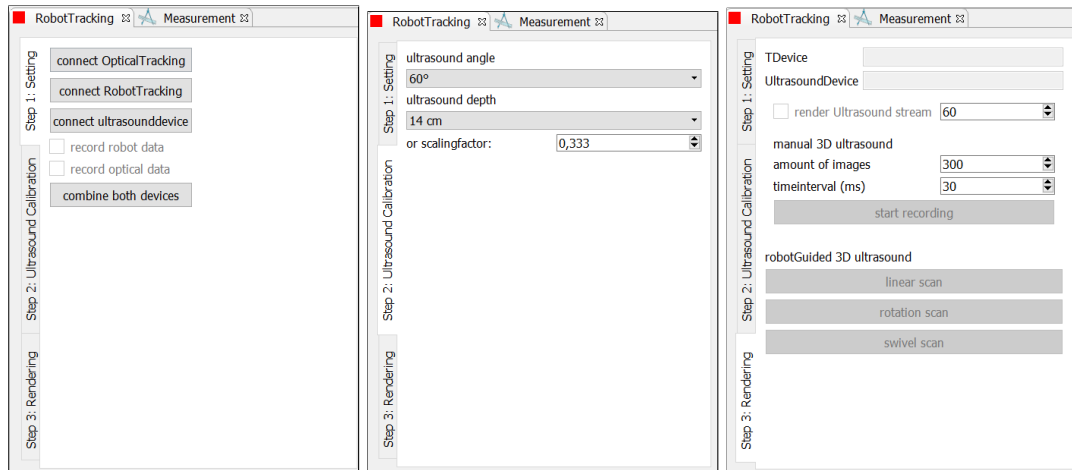 RobotTracking Measurement
Step 1: Setting
Step 2: Ultrasound Calibration
Step 3: Rendering
connect OpticalTracking
connect RobotTracking
connect ultrasounddevice
record robot data
record optical data
combine both devices
RobotTracking Measurement
Step 1: Setting
Step 2: Ultrasound Calibration
Step 3: Rendering
ultrasound angle
60°
ultrasound depth
14 cm
or scalingfactor: 0,333
RobotTracking Measurement
Step 1: Setting
Step 2: Ultrasound Calibration
Step 3: Rendering
TDevice
UltrasoundDevice
render Ultrasound stream 60
manual 3D ultrasound
amount of images 300
timeinterval (ms) 30
start recording
robotGuided 3D ultrasound
linear scan
rotation scan
swivel scan